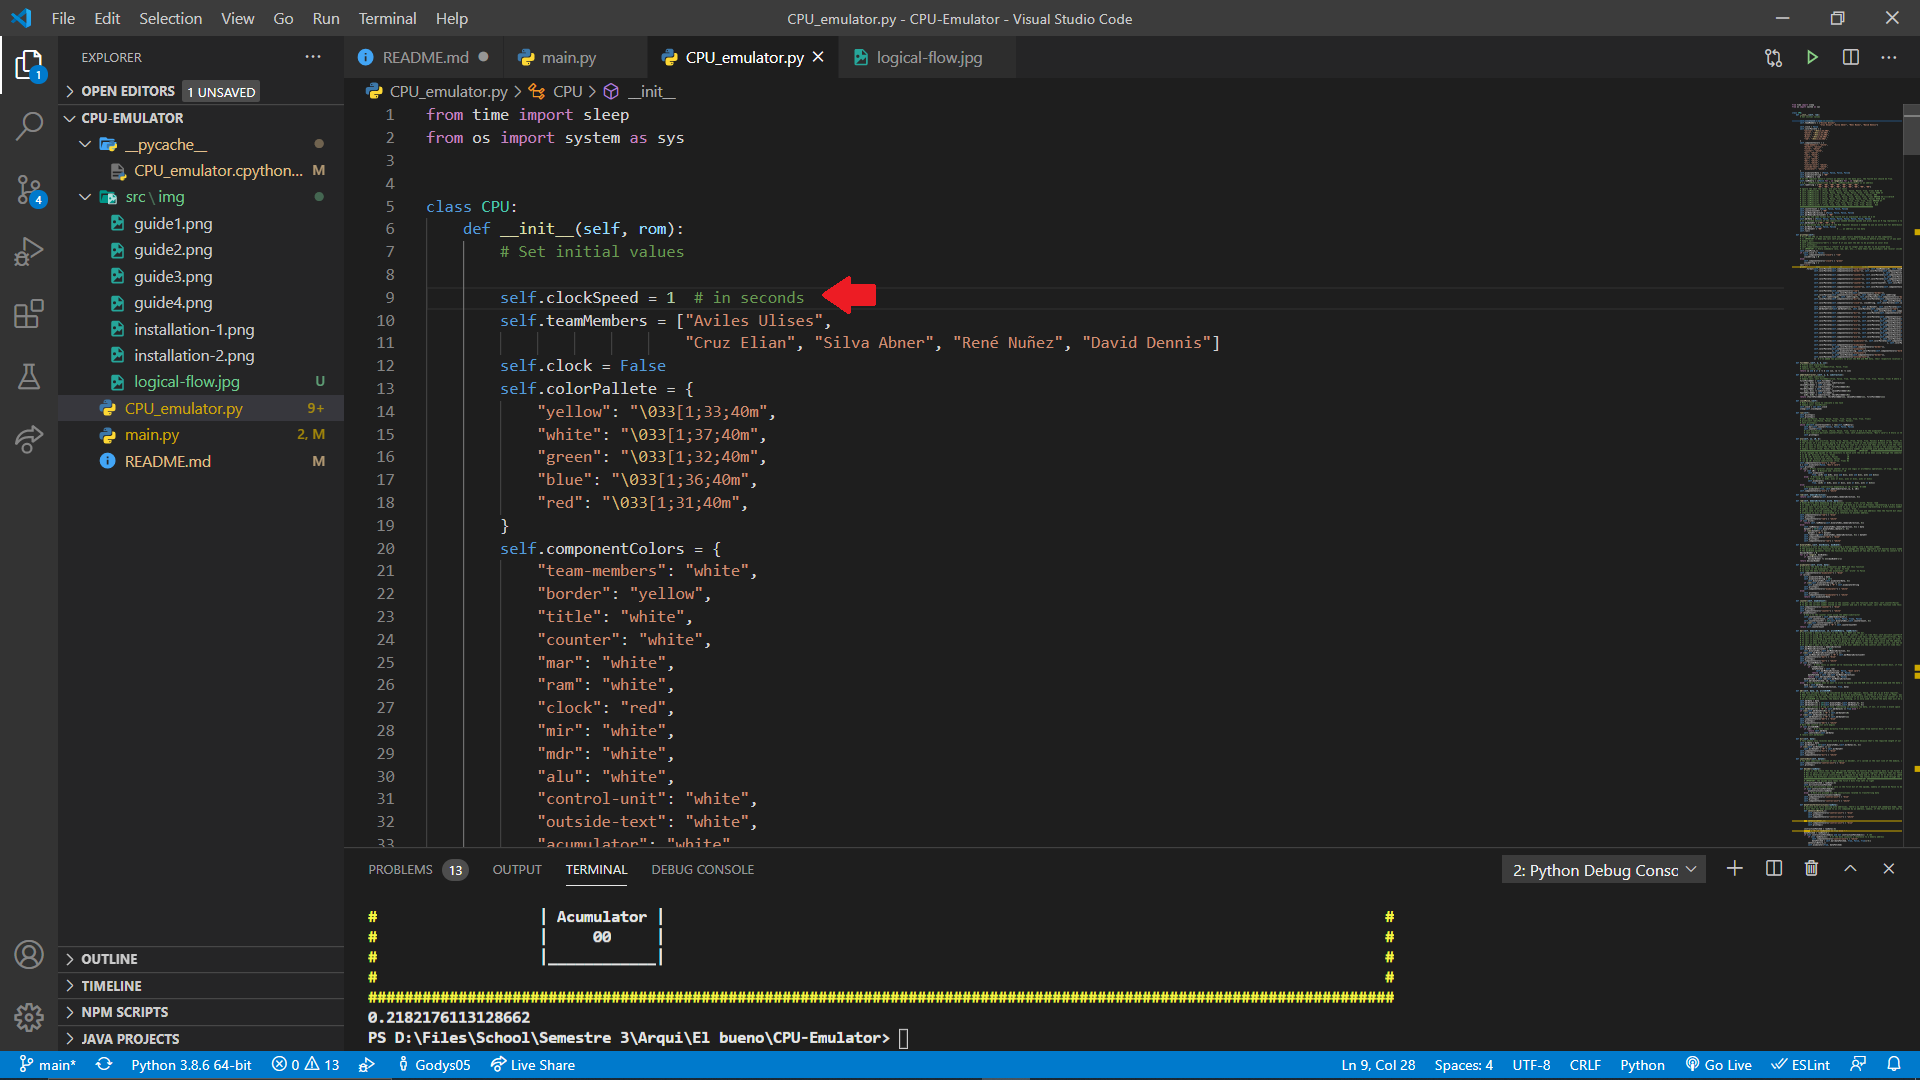 File Edit Selection View Go Run Terminal Help
CPU_emulator.py - CPU-Emulator - Visual Studio Code
EXPLORER
README.md main.py CPU_emulator.py logical-flow.jpg
OPEN EDITORS 1 UNSAVED
CPU_emulator.py > CPU > __init__
CPU-EMULATOR
__pycache__
CPU_emulator.cpython... M
src \ img
guide1.png
guide2.png
guide3.png
guide4.png
installation-1.png
installation-2.png
logical-flow.jpg U
CPU_emulator.py 9+
main.py 2, M
README.md M
OUTLINE
TIMELINE
NPM SCRIPTS
JAVA PROJECTS
1
4
1 from time import sleep
2 from os import system as sys
3
4
5 class CPU:
6 def __init__(self, rom):
7 # Set initial values
8
9 self.clockSpeed = 1 # in seconds
10 self.teamMembers = ["Aviles Ulises",
11 "Cruz Elian", "Silva Abner", "René Nuñez", "David Dennis"]
12 self.clock = False
13 self.colorPallete = {
14 "yellow": "\033[1;33;40m",
15 "white": "\033[1;37;40m",
16 "green": "\033[1;32;40m",
17 "blue": "\033[1;36;40m",
18 "red": "\033[1;31;40m",
19 }
20 self.componentColors = {
21 "team-members": "white",
22 "border": "yellow",
23 "title": "white",
24 "counter": "white",
25 "mar": "white",
26 "ram": "white",
27 "clock": "red",
28 "mir": "white",
29 "mdr": "white",
30 "alu": "white",
31 "control-unit": "white",
32 "outside-text": "white",
33 "acumulator": "white"
PROBLEMS 13 OUTPUT TERMINAL DEBUG CONSOLE
2: Python Debug Consc
# | Acumulator | #
# | 00 | #
# |____________| #
# #
##################################################################################################################
0.2182176113128662
PS D:\Files\School\Semestre 3\Arqui\El bueno\CPU-Emulator>
main* Python 3.8.6 64-bit 0 13 Godys05 Live Share
Ln 9, Col 28 Spaces: 4 UTF-8 CRLF Python Go Live ESLint